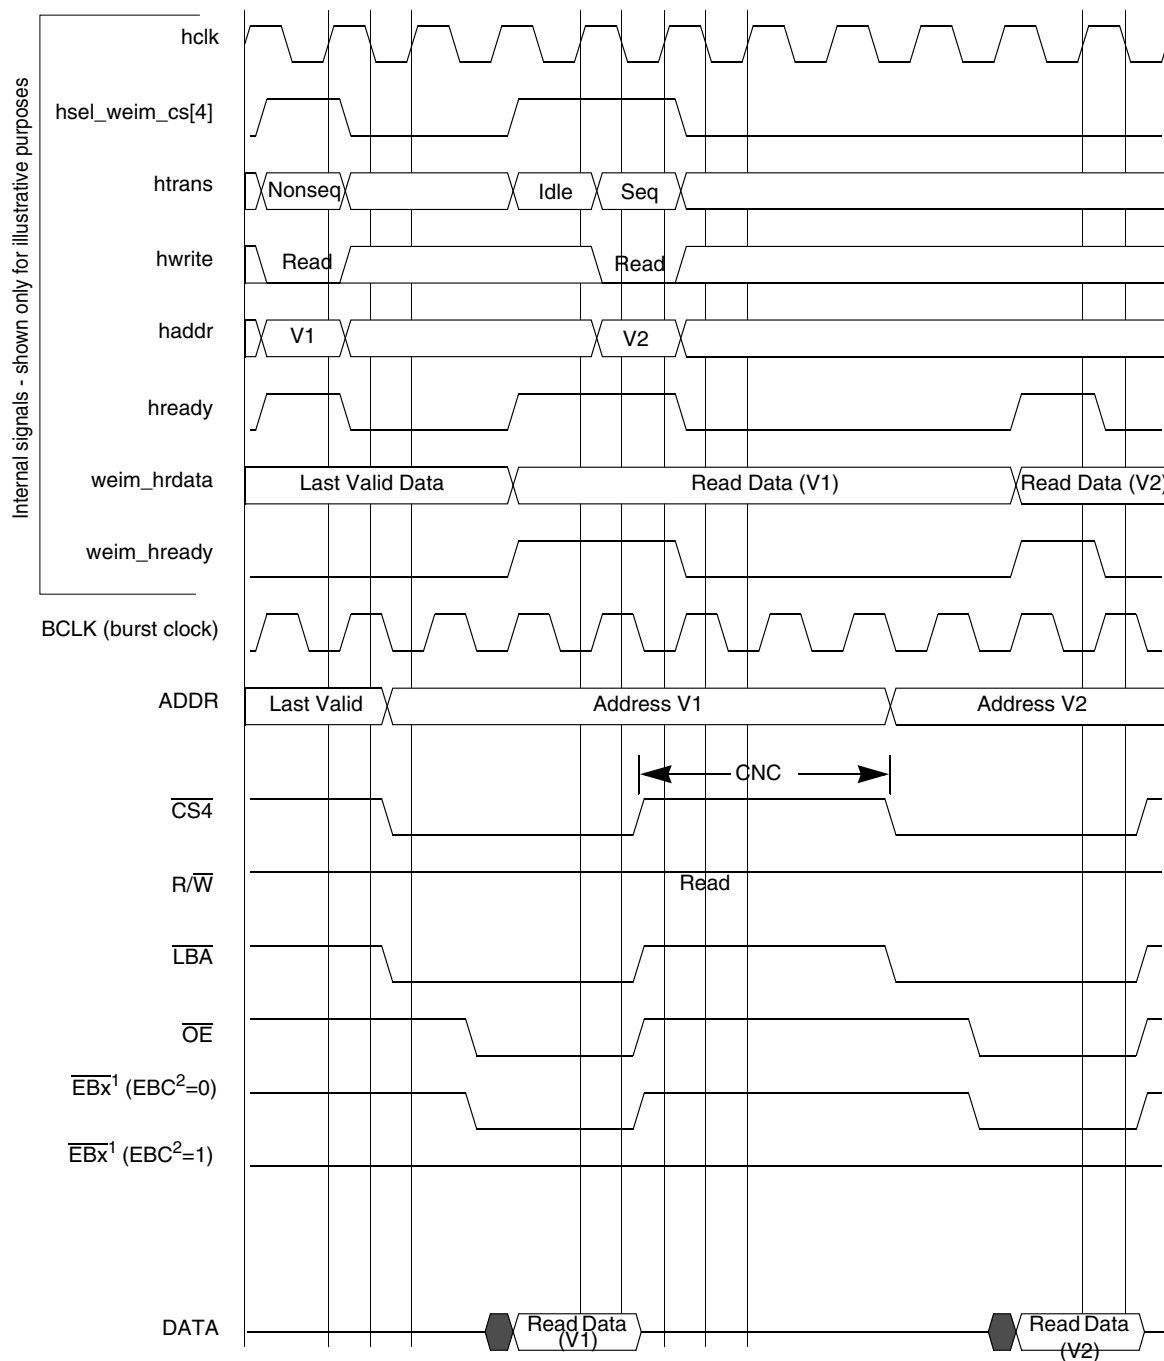 Internal signals - shown only for illustrative purposes
hclk
hsel_weim_cs[4]
htrans Nonseq Idle Seq
hwrite Read Read
haddr V1 V2
hready
weim_hrdata Last Valid Data Read Data (V1) Read Data (V2)
weim_hready
BCLK (burst clock)
ADDR Last Valid Address V1 Address V2
CNC
CS4
R/W Read
LBA
OE
EBx1 (EBC2=0)
EBx1 (EBC2=1)
DATA Read Data (V1) Read Data (V2)